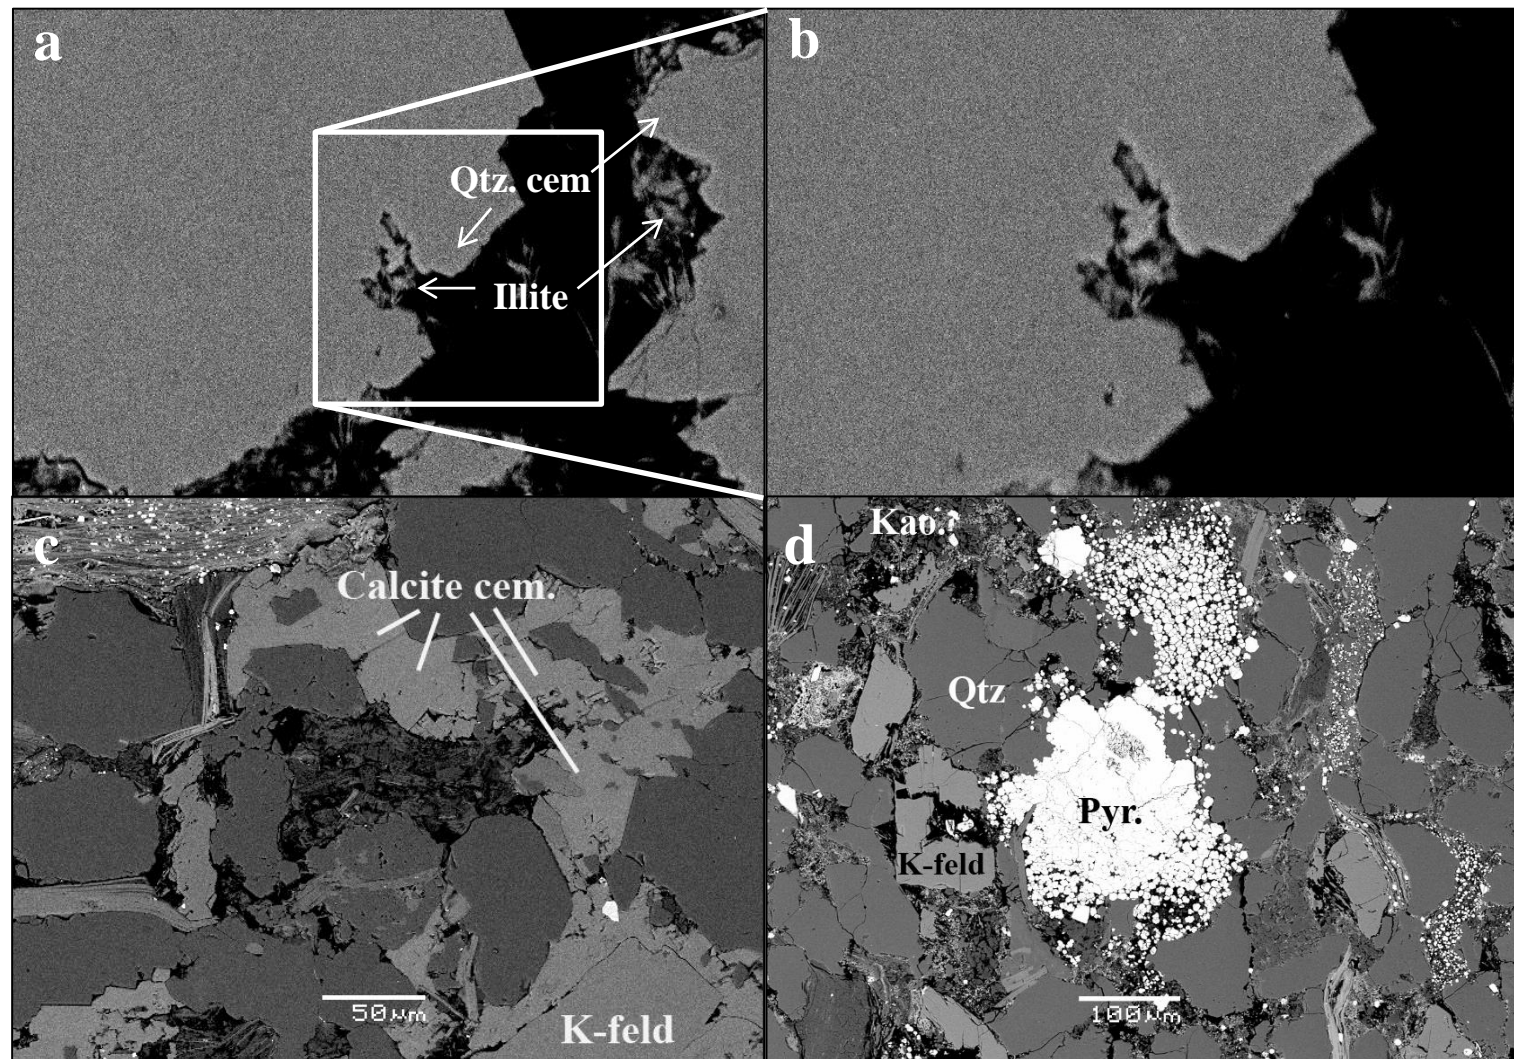 a
Qtz. cem
Illite
b
c
Calcite cem.
50μm
K-feld
d
Kao.?
Qtz
Pyr.
K-feld
100μm